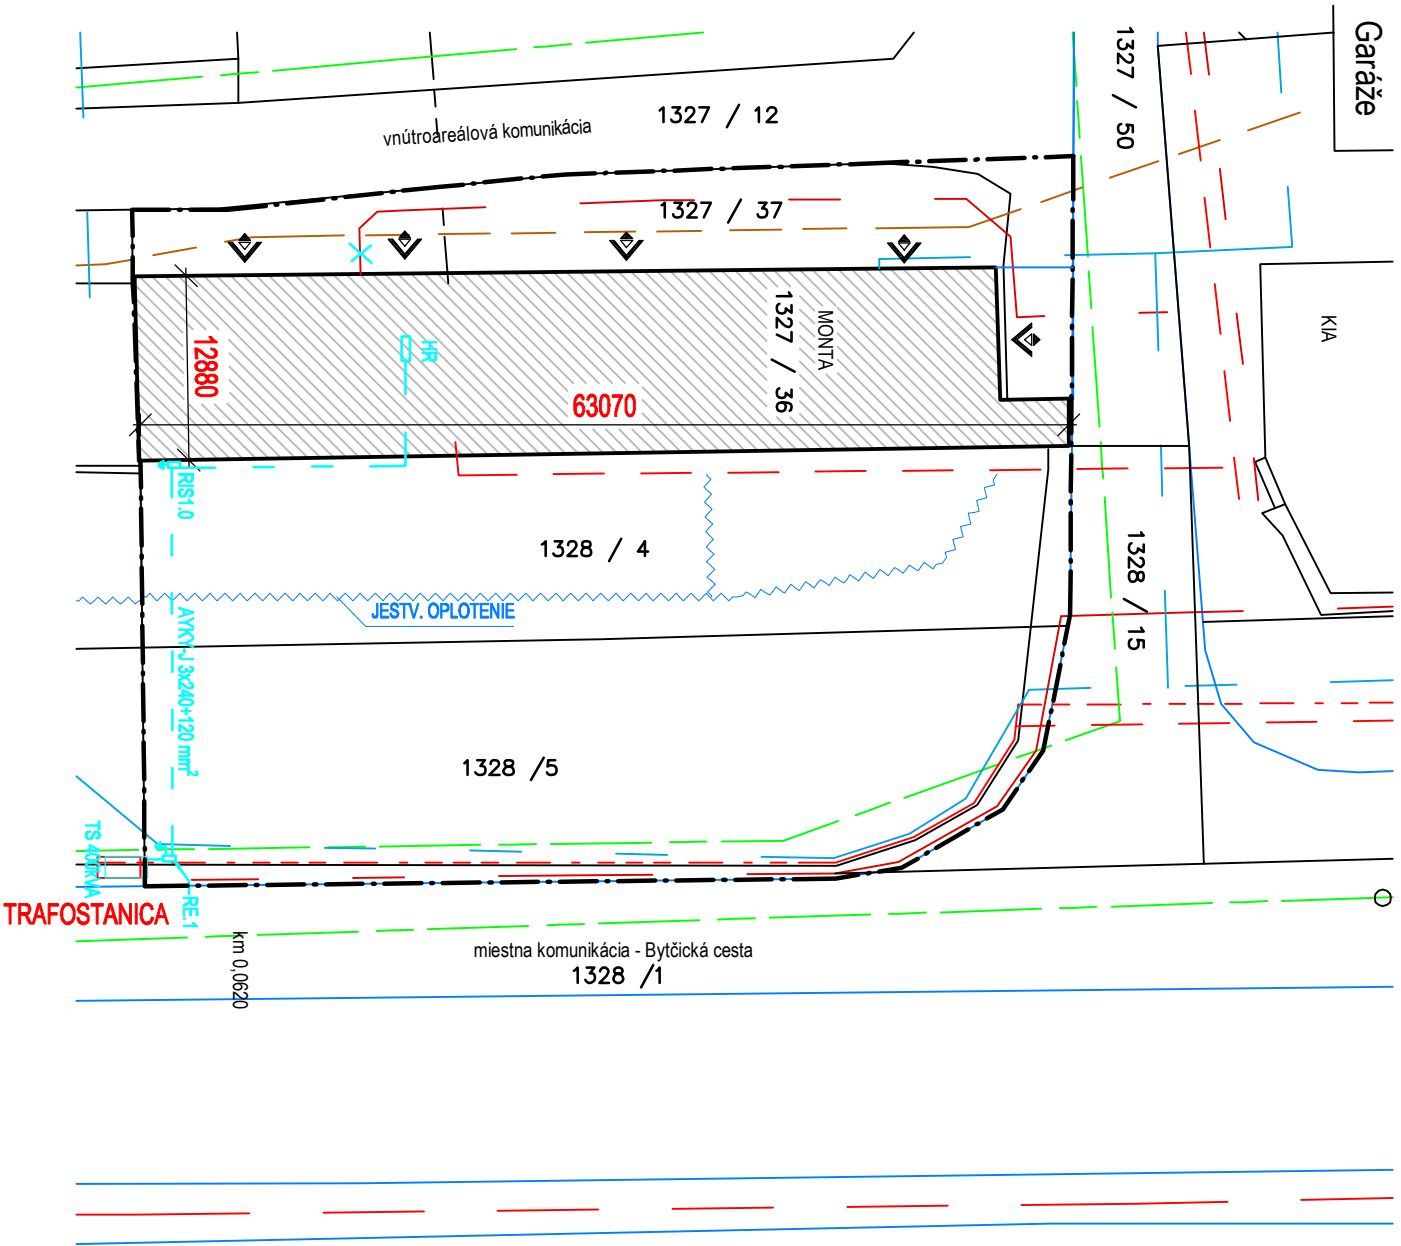 Garáže
1327 / 50
1327 / 12
vnútroareálová komunikácia
1327 / 37
MONTA
1327 / 36
KIA
12880
HR
63070
RIS1.0
1328 / 4
1328 / 15
JESTV. OPLOTENIE
AYKY-J 3x240+120 mm²
1328 /5
TS 400kVA
RE.1
TRAFOSTANICA
km 0,0620
miestna komunikácia - Bytčická cesta
1328 /1